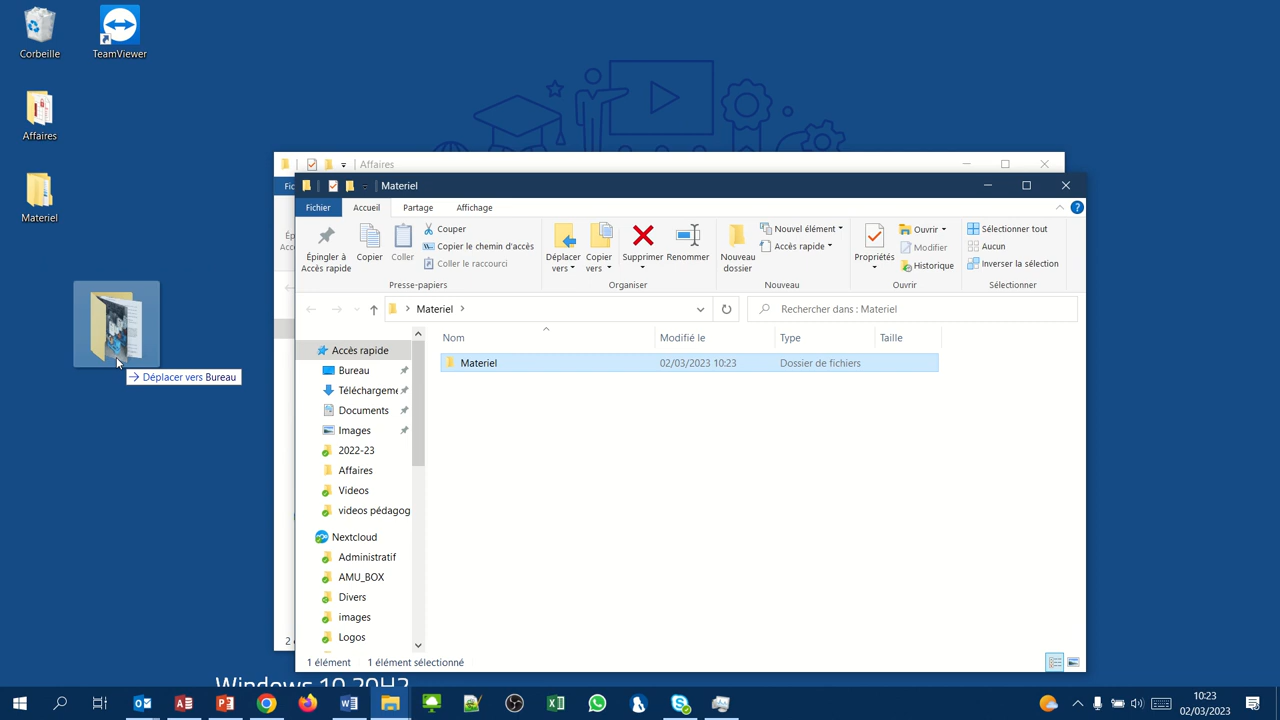 Corbeille
TeamViewer
Affaires
Materiel
Déplacer vers Bureau
Affaires
Materiel
Fichier
Accueil
Partage
Affichage
Épingler à
Accès rapide
Copier
Coller
Couper
Copier le chemin d'accès
Coller le raccourci
Presse-papiers
Déplacer
vers
Copier
vers
Supprimer
Renommer
Organiser
Nouveau
dossier
Nouvel élément
Accès rapide
Nouveau
Propriétés
Ouvrir
Modifier
Historique
Ouvrir
Sélectionner tout
Aucun
Inverser la sélection
Sélectionner
Materiel
Rechercher dans : Materiel
Nom
Modifié le
Type
Taille
Materiel
02/03/2023 10:23
Dossier de fichiers
Accès rapide
Bureau
Téléchargeme
Documents
Images
2022-23
Affaires
Videos
videos pédagog
Nextcloud
Administratif
AMU_BOX
Divers
images
Logos
1 élément
1 élément sélectionné
10:23
02/03/2023